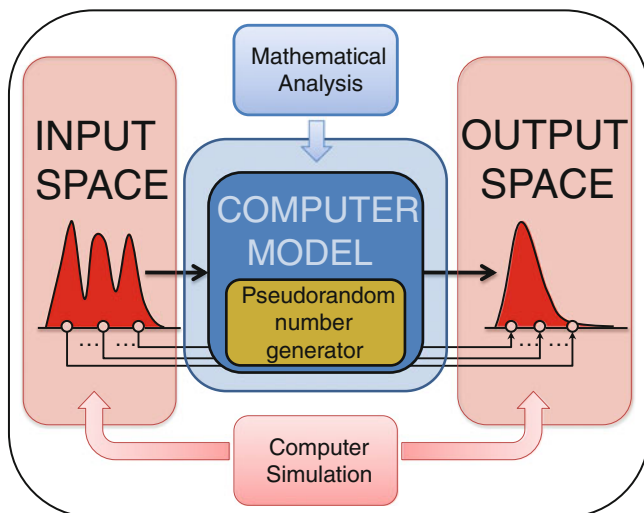 Mathematical
Analysis
INPUT
SPACE
OUTPUT
SPACE
COMPUTER
MODEL
Pseudorandom
number
generator
... ...
... ...
Computer
Simulation